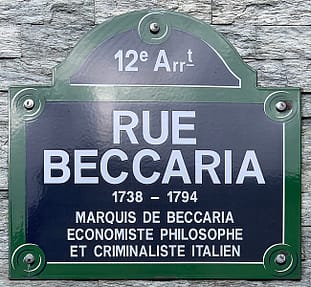 12e Arrt
RUE
BECCARIA
1738 – 1794
MARQUIS DE BECCARIA
ECONOMISTE PHILOSOPHE
ET CRIMINALISTE ITALIEN